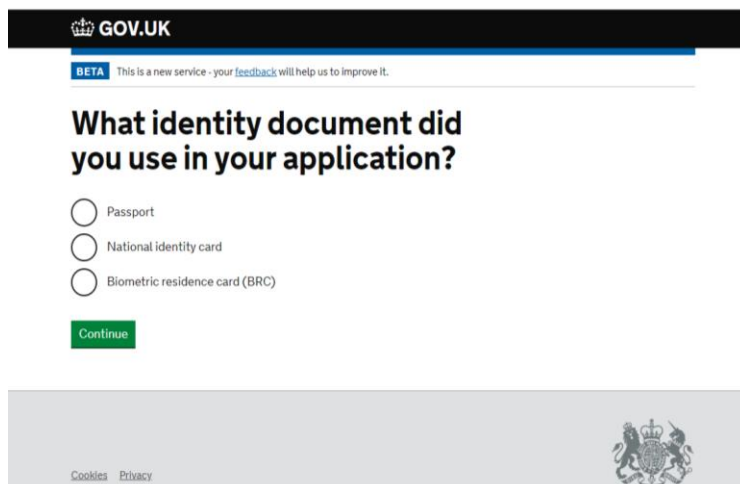 GOV.UK
BETA This is a new service - your feedback will help us to improve it.
What identity document did
you use in your application?
Passport
National identity card
Biometric residence card (BRC)
Continue
Cookies Privacy